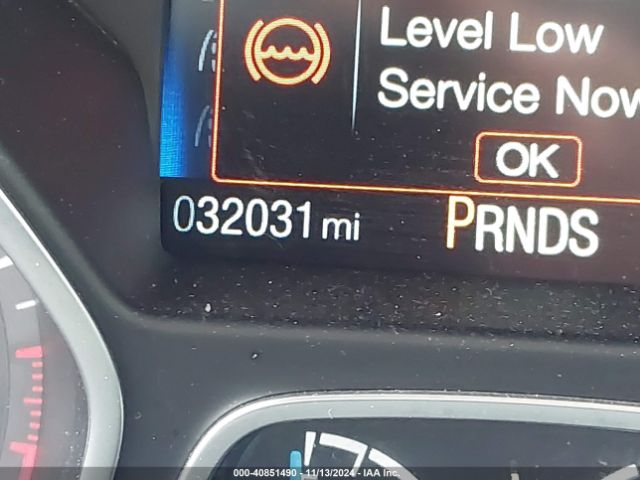 Level Low
Service Now
OK
032031 mi PRNDS
000-40851490 - 11/13/2024 - IAA Inc.